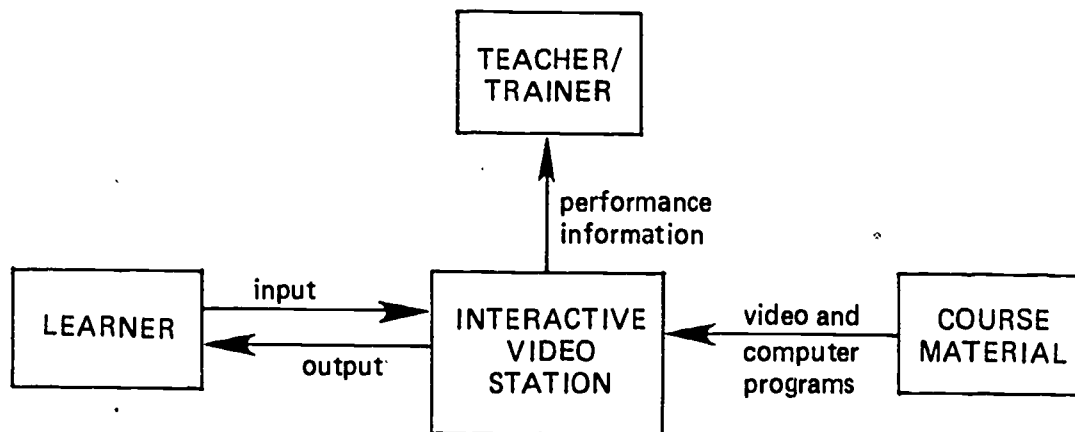 TEACHER/
TRAINER
performance
information
input
LEARNER
output
INTERACTIVE
VIDEO
STATION
video and
computer
programs
COURSE
MATERIAL